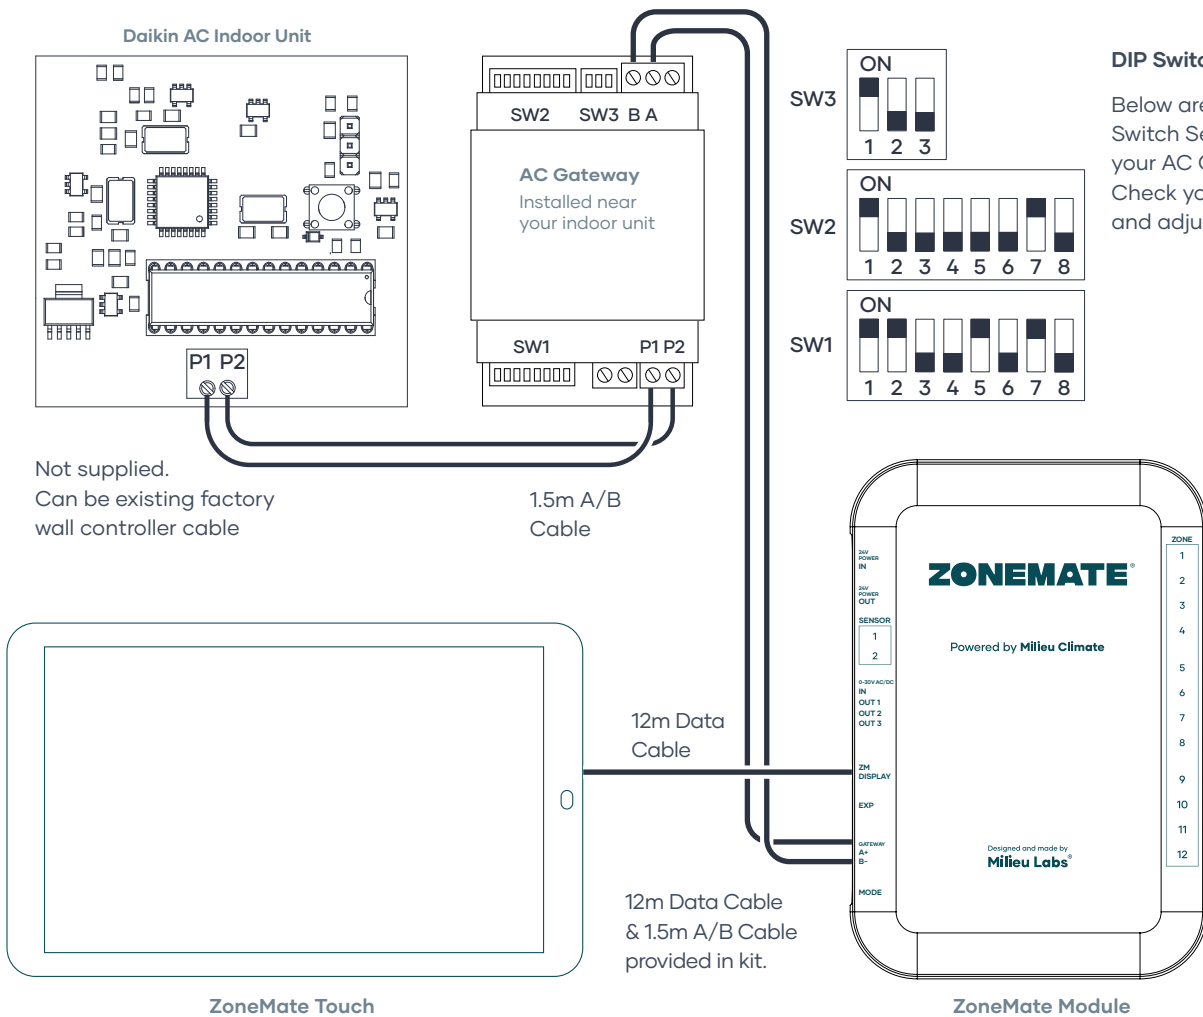 Daikin AC Indoor Unit
P1 P2
Not supplied.
Can be existing factory
wall controller cable
SW2 SW3 B A
AC Gateway
Installed near
your indoor unit
SW1 P1 P2
1.5m A/B
Cable
SW3
ON
1 2 3
SW2
ON
1 2 3 4 5 6 7 8
SW1
ON
1 2 3 4 5 6 7 8
DIP Switc
Below are
Switch Se
your AC G
Check yo
and adju
12m Data
Cable
12m Data Cable
& 1.5m A/B Cable
provided in kit.
ZoneMate Touch
24V
POWER
IN
24V
POWER
OUT
SENSOR
1
2
0-30V AC/DC
IN
OUT 1
OUT 2
OUT 3
ZM
DISPLAY
EXP
GATEWAY
A+
B-
MODE
ZONEMATE®
Powered by Milieu Climate
Designed and made by
Milieu Labs®
ZONE
1
2
3
4
5
6
7
8
9
10
11
12
ZoneMate Module